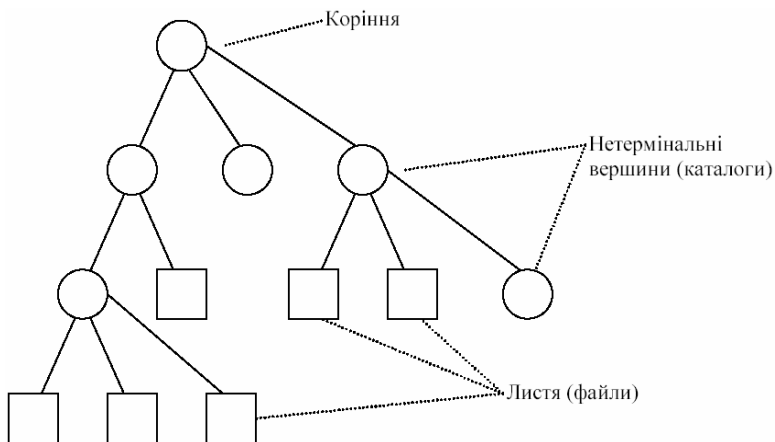 Коріння
Нетермінальні
вершини (каталоги)
Листя (файли)